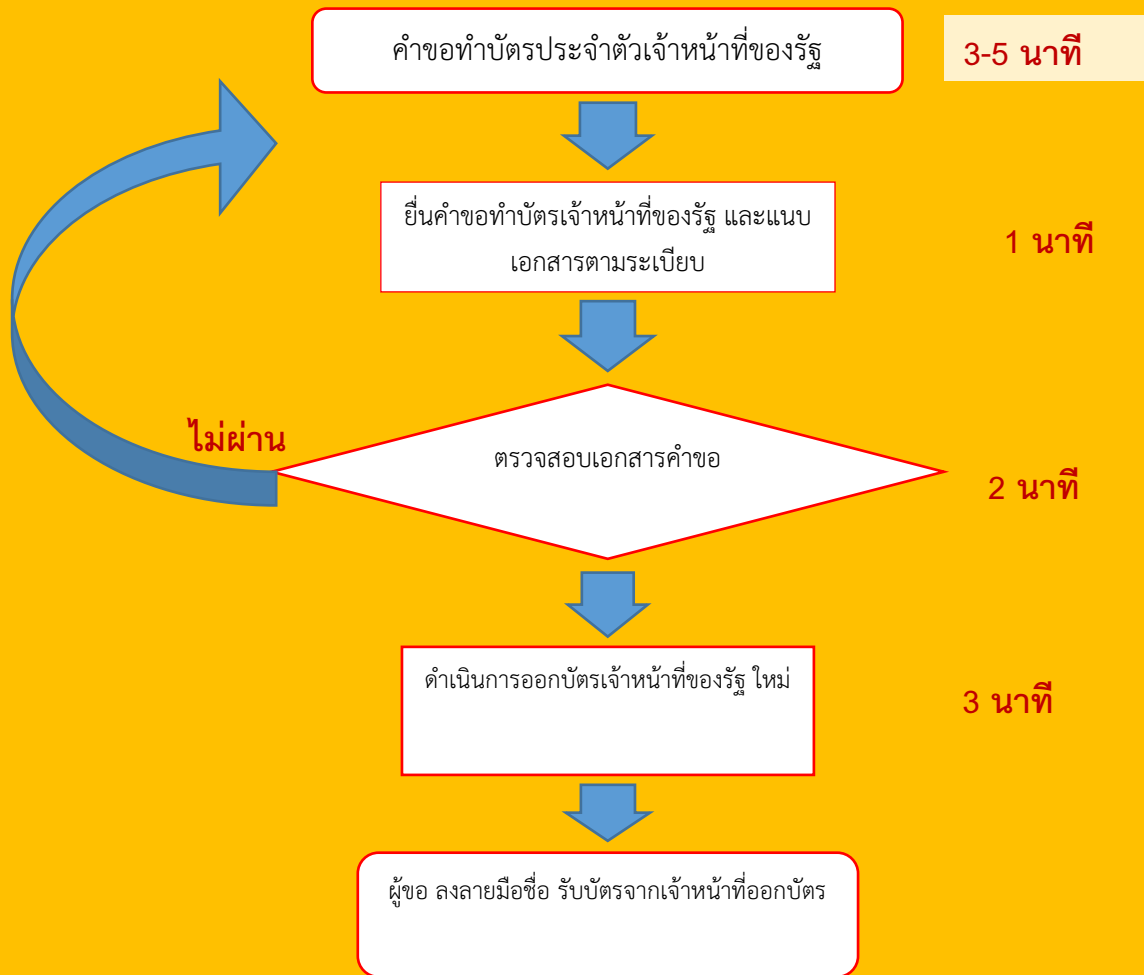 คำขอทำบัตรประจำตัวเจ้าหน้าที่ของรัฐ
3-5 นาที
ยื่นคำขอทำบัตรเจ้าหน้าที่ของรัฐ และแนบ
เอกสารตามระเบียบ
1 นาที
ไม่ผ่าน
ตรวจสอบเอกสารคำขอ
2 นาที
ดำเนินการออกบัตรเจ้าหน้าที่ของรัฐ ใหม่
3 นาที
ผู้ขอ ลงลายมือชื่อ รับบัตรจากเจ้าหน้าที่ออกบัตร